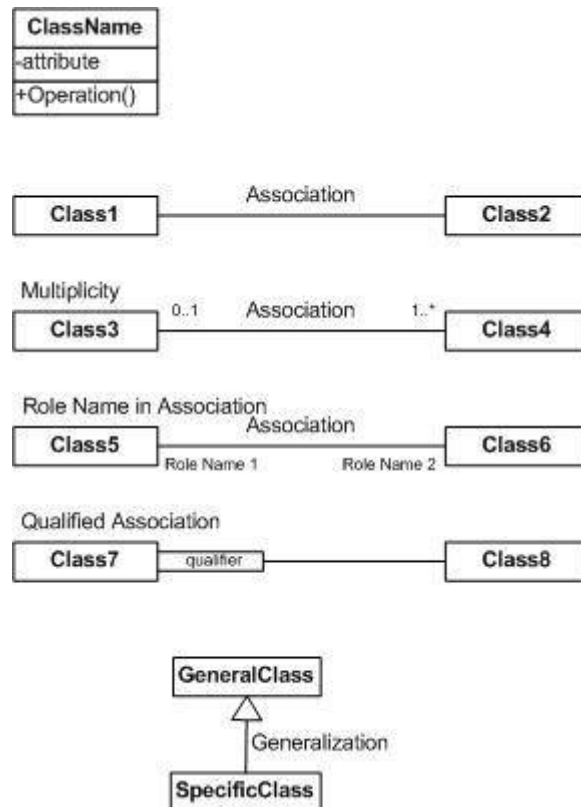 ClassName
-attribute
+Operation()
Association
Class1 Class2
Multiplicity
0..1 Association 1..*
Class3 Class4
Role Name in Association
Association
Class5 Class6
Role Name 1 Role Name 2
Qualified Association
Class7 qualifier Class8
GeneralClass
Generalization
SpecificClass